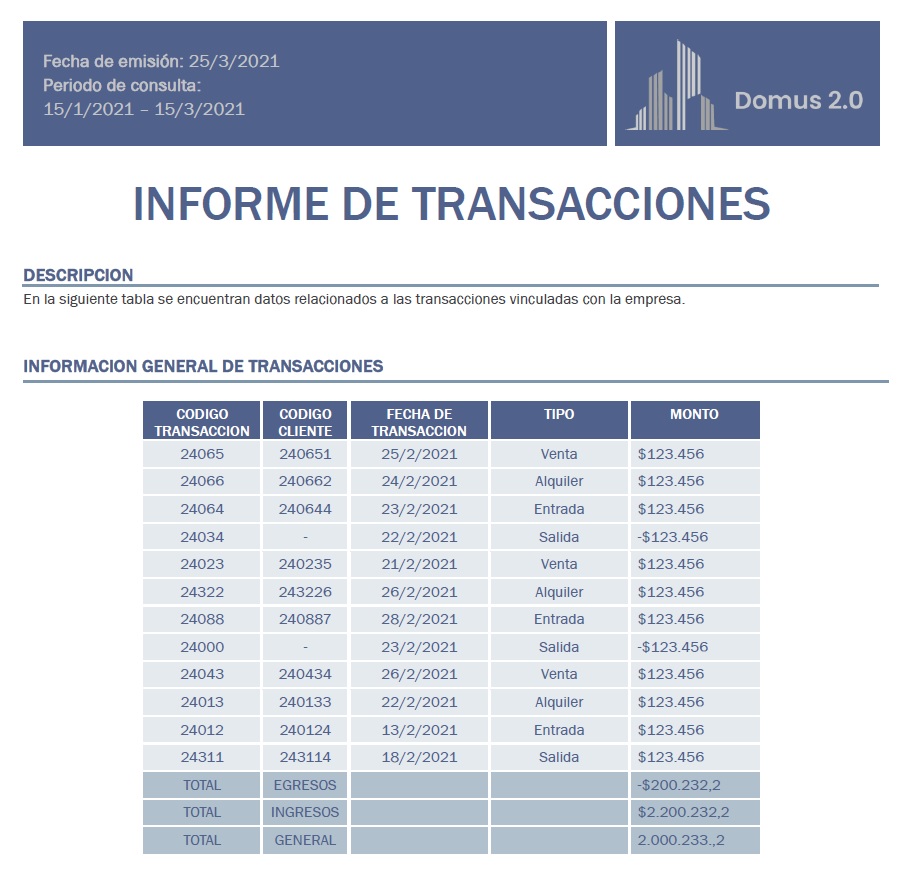 Fecha de emisión: 25/3/2021
Periodo de consulta:
15/1/2021 – 15/3/2021
Domus 2.0
INFORME DE TRANSACCIONES
DESCRIPCION
En la siguiente tabla se encuentran datos relacionados a las transacciones vinculadas con la empresa.
INFORMACION GENERAL DE TRANSACCIONES
CODIGO TRANSACCION CODIGO CLIENTE FECHA DE TRANSACCION TIPO MONTO
24065 240651 25/2/2021 Venta $123.456
24066 240662 24/2/2021 Alquiler $123.456
24064 240644 23/2/2021 Entrada $123.456
24034 - 22/2/2021 Salida -$123.456
24023 240235 21/2/2021 Venta $123.456
24322 243226 26/2/2021 Alquiler $123.456
24088 240887 28/2/2021 Entrada $123.456
24000 - 23/2/2021 Salida -$123.456
24043 240434 26/2/2021 Venta $123.456
24013 240133 22/2/2021 Alquiler $123.456
24012 240124 13/2/2021 Entrada $123.456
24311 243114 18/2/2021 Salida $123.456
TOTAL EGRESOS -$200.232,2
TOTAL INGRESOS $2.200.232,2
TOTAL GENERAL 2.000.233.,2